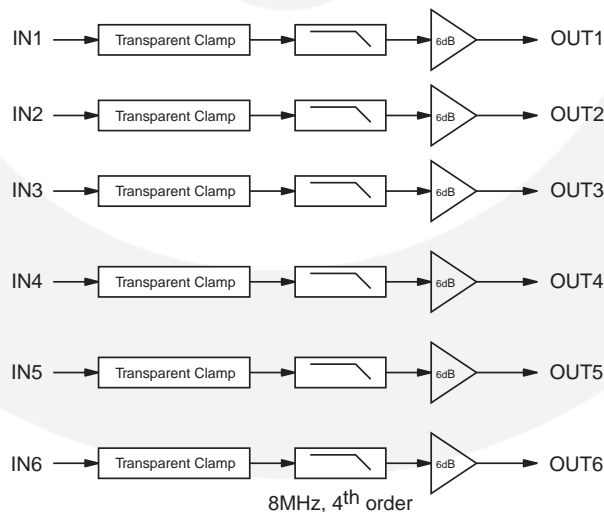 IN1 Transparent Clamp 6dB OUT1
IN2 Transparent Clamp 6dB OUT2
IN3 Transparent Clamp 6dB OUT3
IN4 Transparent Clamp 6dB OUT4
IN5 Transparent Clamp 6dB OUT5
IN6 Transparent Clamp 6dB OUT6
8MHz, 4th order